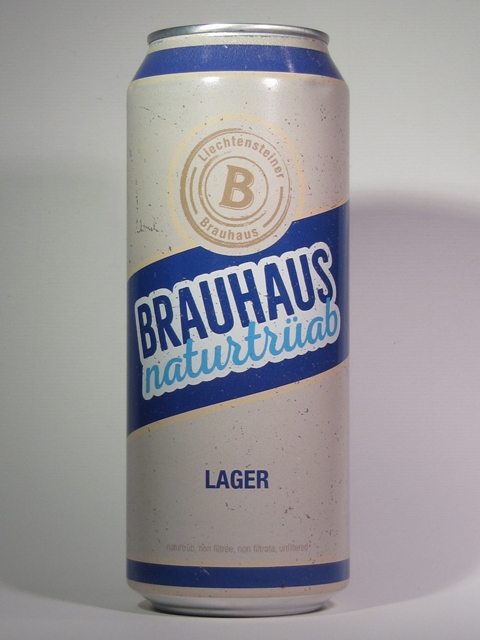 Liechtensteiner
B
Brauhaus
BRAUHAUS
naturtrüab
LAGER
naturtrüb, non filtrée, non filtrata, unfiltered